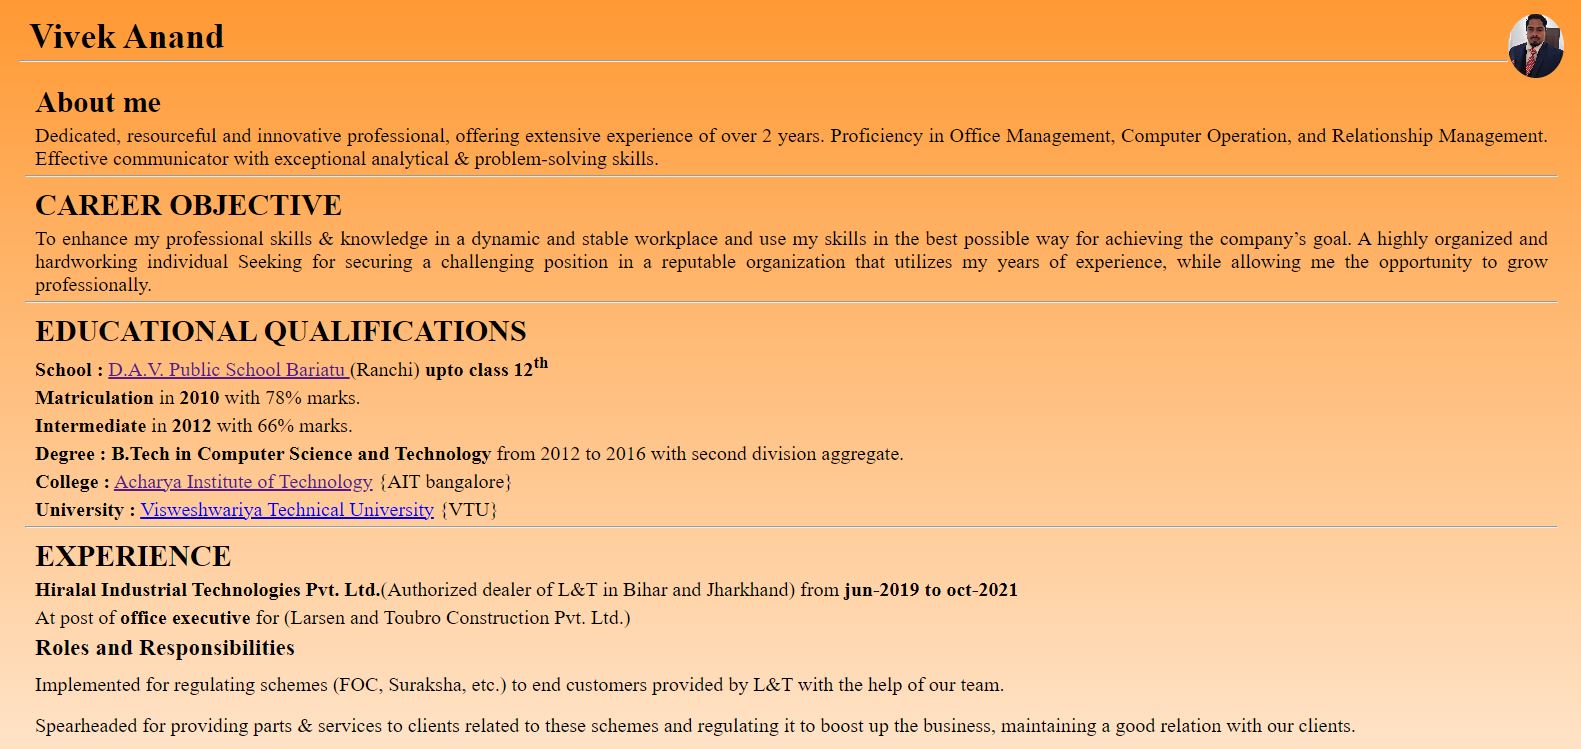 Vivek Anand
About me
Dedicated, resourceful and innovative professional, offering extensive experience of over 2 years. Proficiency in Office Management, Computer Operation, and Relationship Management.
Effective communicator with exceptional analytical & problem-solving skills.
CAREER OBJECTIVE
To enhance my professional skills & knowledge in a dynamic and stable workplace and use my skills in the best possible way for achieving the company’s goal. A highly organized and
hardworking individual Seeking for securing a challenging position in a reputable organization that utilizes my years of experience, while allowing me the opportunity to grow
professionally.
EDUCATIONAL QUALIFICATIONS
School : D.A.V. Public School Bariatu (Ranchi) upto class 12th
Matriculation in 2010 with 78% marks.
Intermediate in 2012 with 66% marks.
Degree : B.Tech in Computer Science and Technology from 2012 to 2016 with second division aggregate.
College : Acharya Institute of Technology {AIT bangalore}
University : Visweshwariya Technical University {VTU}
EXPERIENCE
Hiralal Industrial Technologies Pvt. Ltd.(Authorized dealer of L&T in Bihar and Jharkhand) from jun-2019 to oct-2021
At post of office executive for (Larsen and Toubro Construction Pvt. Ltd.)
Roles and Responsibilities
Implemented for regulating schemes (FOC, Suraksha, etc.) to end customers provided by L&T with the help of our team.
Spearheaded for providing parts & services to clients related to these schemes and regulating it to boost up the business, maintaining a good relation with our clients.